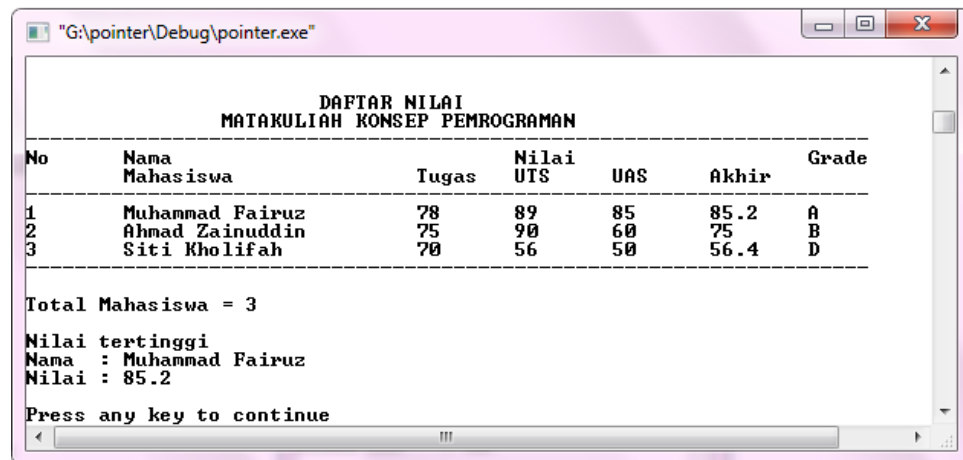 "G:\pointer\Debug\pointer.exe"
DAFTAR NILAI
MATAKULIAH KONSEP PEMROGRAMAN
No Nama Nilai Grade
Mahasiswa Tugas UTS UAS Akhir
1 Muhammad Fairuz 78 89 85 85.2 A
2 Ahmad Zainuddin 75 90 60 75 B
3 Siti Kholifah 70 56 50 56.4 D
Total Mahasiswa = 3
Nilai tertinggi
Nama : Muhammad Fairuz
Nilai : 85.2
Press any key to continue